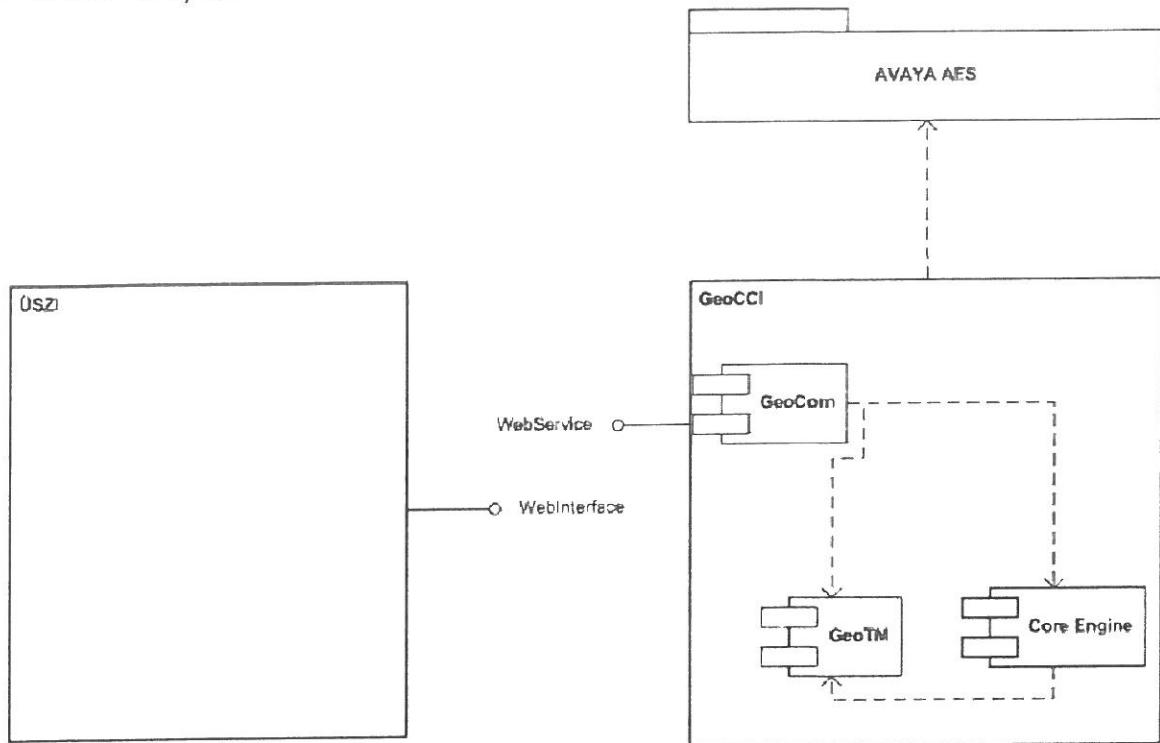 AVAYA AES
ÜSZI
GeoCCI
GeoCom
WebService
WebInterface
GeoTM
Core Engine